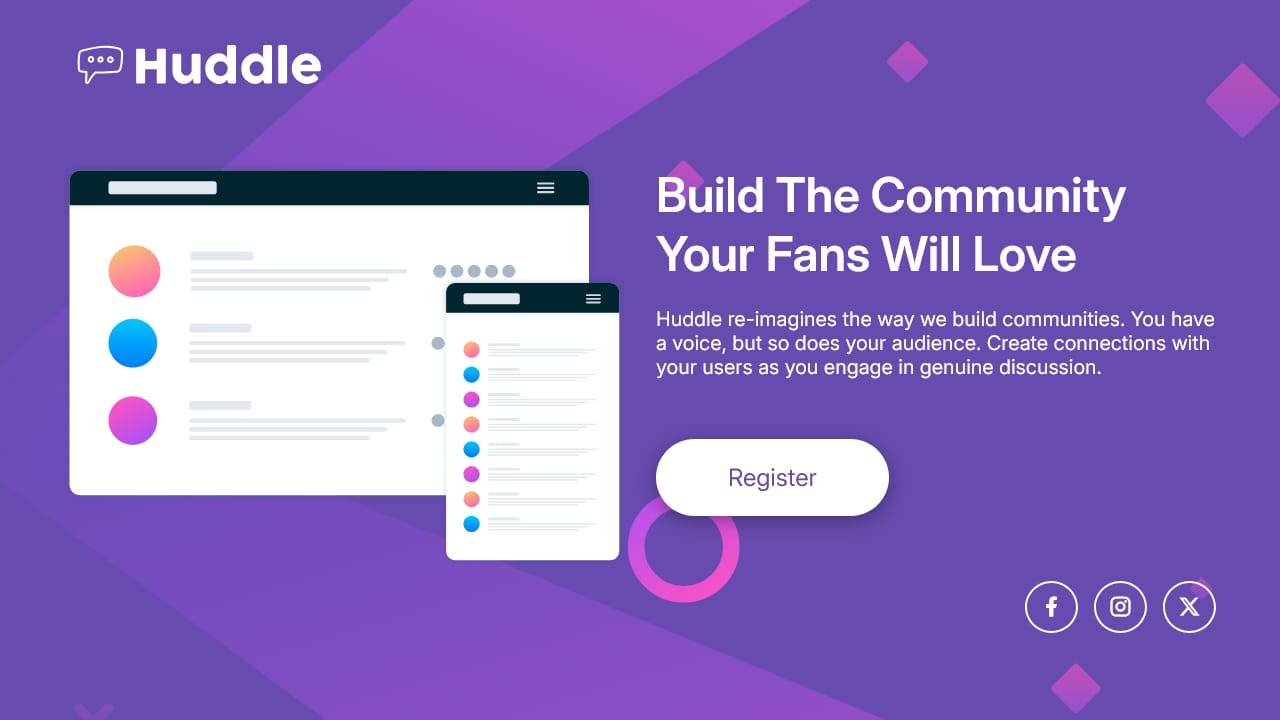 Huddle
Build The Community
Your Fans Will Love
Huddle re-imagines the way we build communities. You have
a voice, but so does your audience. Create connections with
your users as you engage in genuine discussion.
Register